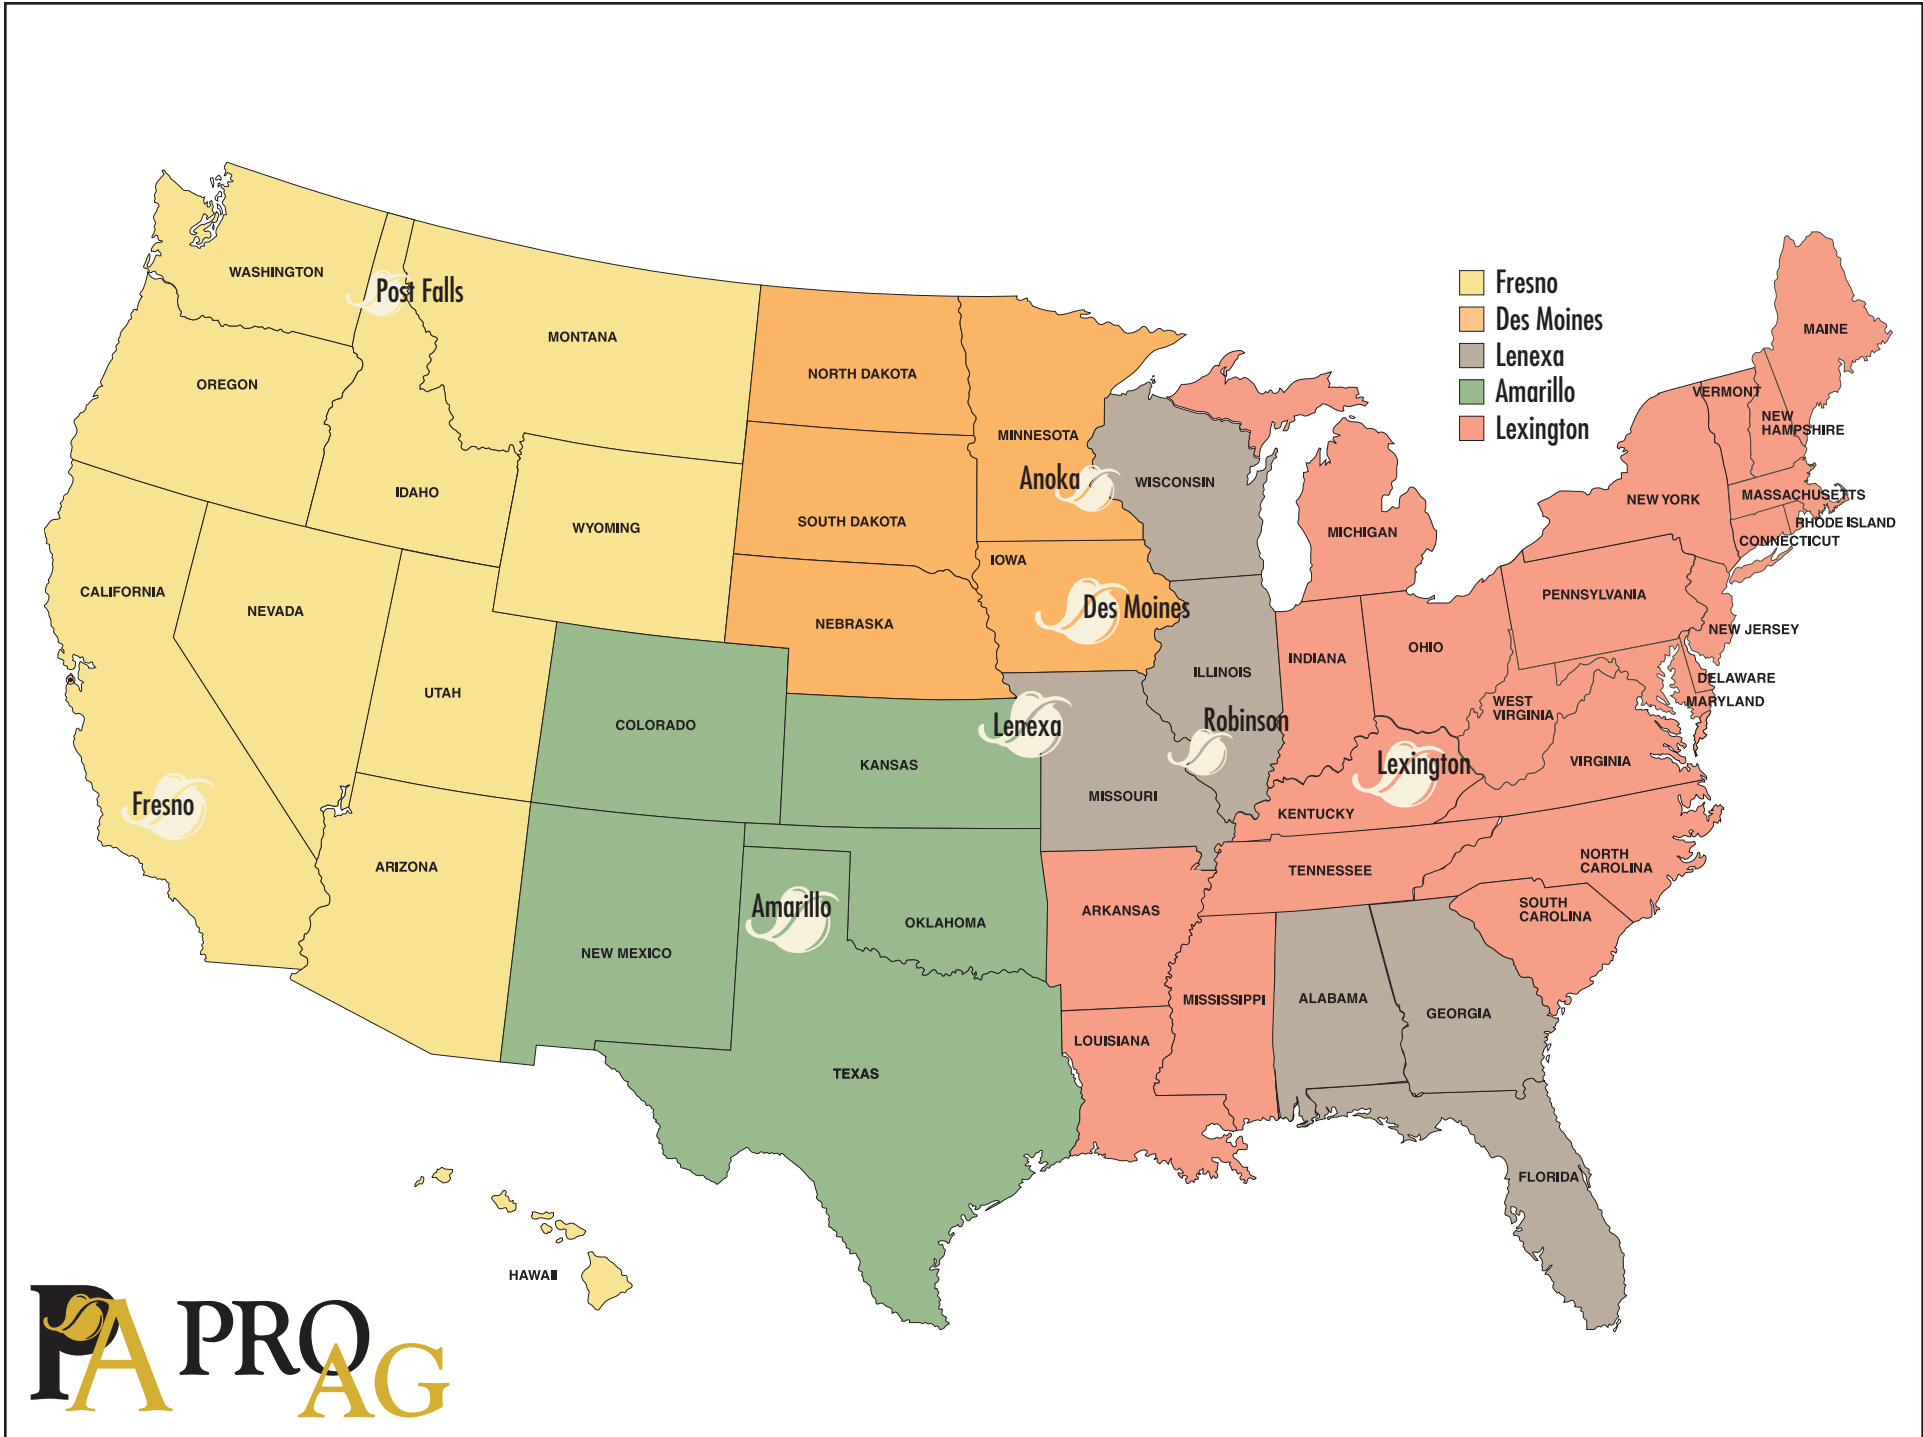 WASHINGTON
Post Falls
MONTANA
OREGON
IDAHO
WYOMING
CALIFORNIA
NEVADA
UTAH
Fresno
ARIZONA
NORTH DAKOTA
MINNESOTA
Anoka
SOUTH DAKOTA
IOWA
NEBRASKA
Des Moines
COLORADO
KANSAS
Lenexa
MISSOURI
Amarillo
OKLAHOMA
NEW MEXICO
TEXAS
WISCONSIN
ILLINOIS
Robinson
Fresno
Des Moines
Lenexa
Amarillo
Lexington
MAINE
VERMONT
NEW
HAMPSHIRE
NEW YORK
MASSACHUSETTS
RHODE ISLAND
CONNECTICUT
MICHIGAN
PENNSYLVANIA
NEW JERSEY
INDIANA
OHIO
DELAWARE
MARYLAND
WEST
VIRGINIA
VIRGINIA
Lexington
KENTUCKY
TENNESSEE
NORTH
CAROLINA
SOUTH
CAROLINA
ARKANSAS
MISSISSIPPI
ALABAMA
GEORGIA
LOUISIANA
FLORIDA
HAWAII
PA PRO
AG